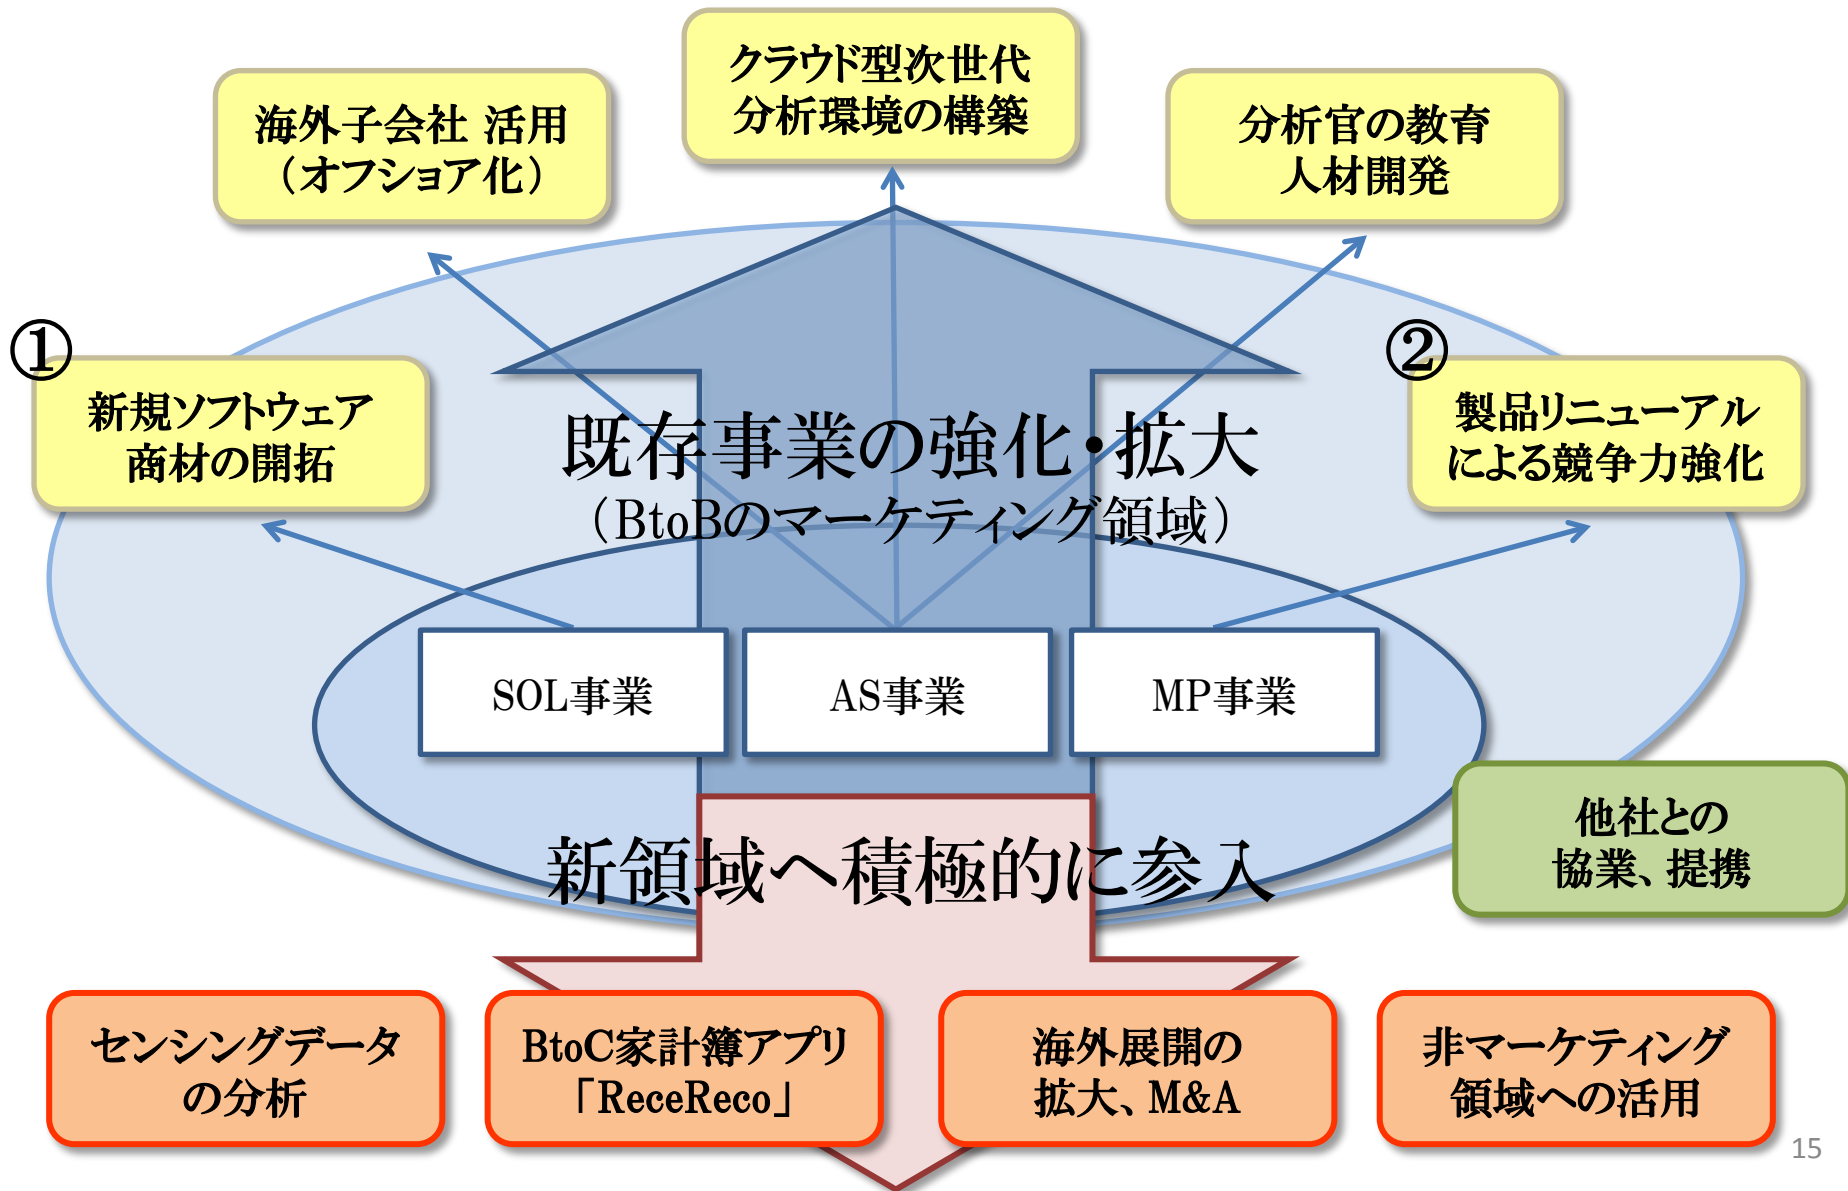 クラウド型次世代
分析環境の構築
海外子会社 活用
（オフショア化）
分析官の教育
人材開発
①
新規ソフトウェア
商材の開拓
②
製品リニューアル
による競争力強化
既存事業の強化・拡大
（BtoBのマーケティング領域）
SOL事業
AS事業
MP事業
他社との
協業、提携
新領域へ積極的に参入
センシングデータ
の分析
BtoC家計簿アプリ
「ReceReco」
海外展開の
拡大、M&A
非マーケティング
領域への活用
15